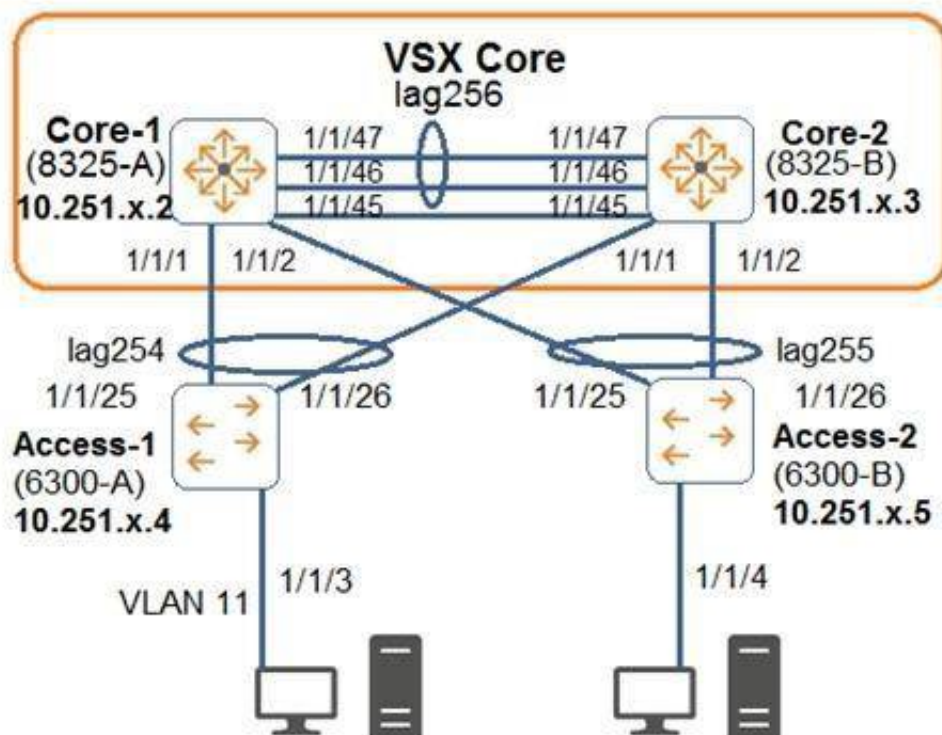 VSX Core
lag256
Core-1
(8325-A)
10.251.x.2
1/1/47
1/1/46
1/1/45
1/1/47
1/1/46
1/1/45
Core-2
(8325-B)
10.251.x.3
1/1/1
1/1/2
1/1/1
1/1/2
lag254
lag255
1/1/25
1/1/26
1/1/25
1/1/26
Access-1
(6300-A)
10.251.x.4
Access-2
(6300-B)
10.251.x.5
VLAN 11
1/1/3
1/1/4